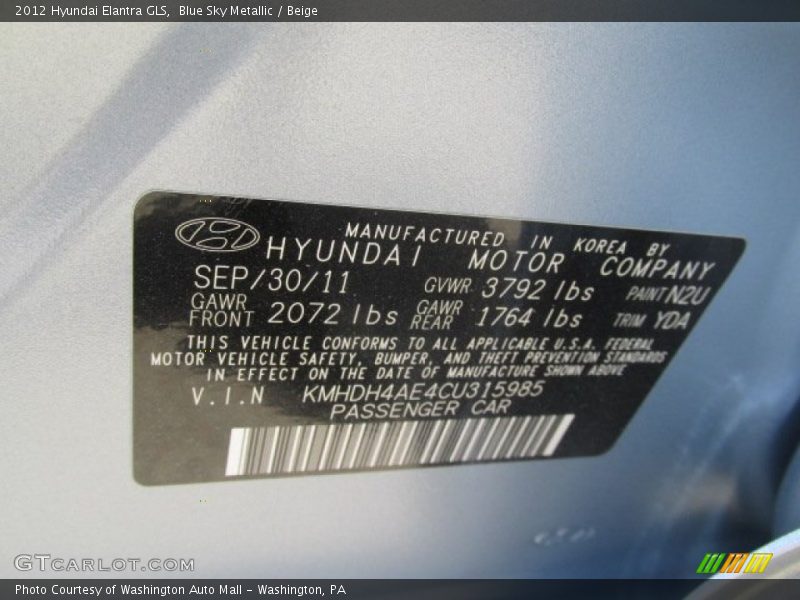 2012 Hyundai Elantra GLS, Blue Sky Metallic / Beige
MANUFACTURED IN KOREA BY
HYUNDAI MOTOR COMPANY
SEP/30/11 GVWR 3792 lbs PAINT N2U
GAWR FRONT 2072 lbs GAWR REAR 1764 lbs TRIM YDA
THIS VEHICLE CONFORMS TO ALL APPLICABLE U.S.A. FEDERAL
MOTOR VEHICLE SAFETY, BUMPER, AND THEFT PREVENTION STANDARDS
IN EFFECT ON THE DATE OF MANUFACTURE SHOWN ABOVE
V.I.N KMHDH4AE4CU315985
PASSENGER CAR
GTCARLOT.COM
Photo Courtesy of Washington Auto Mall - Washington, PA